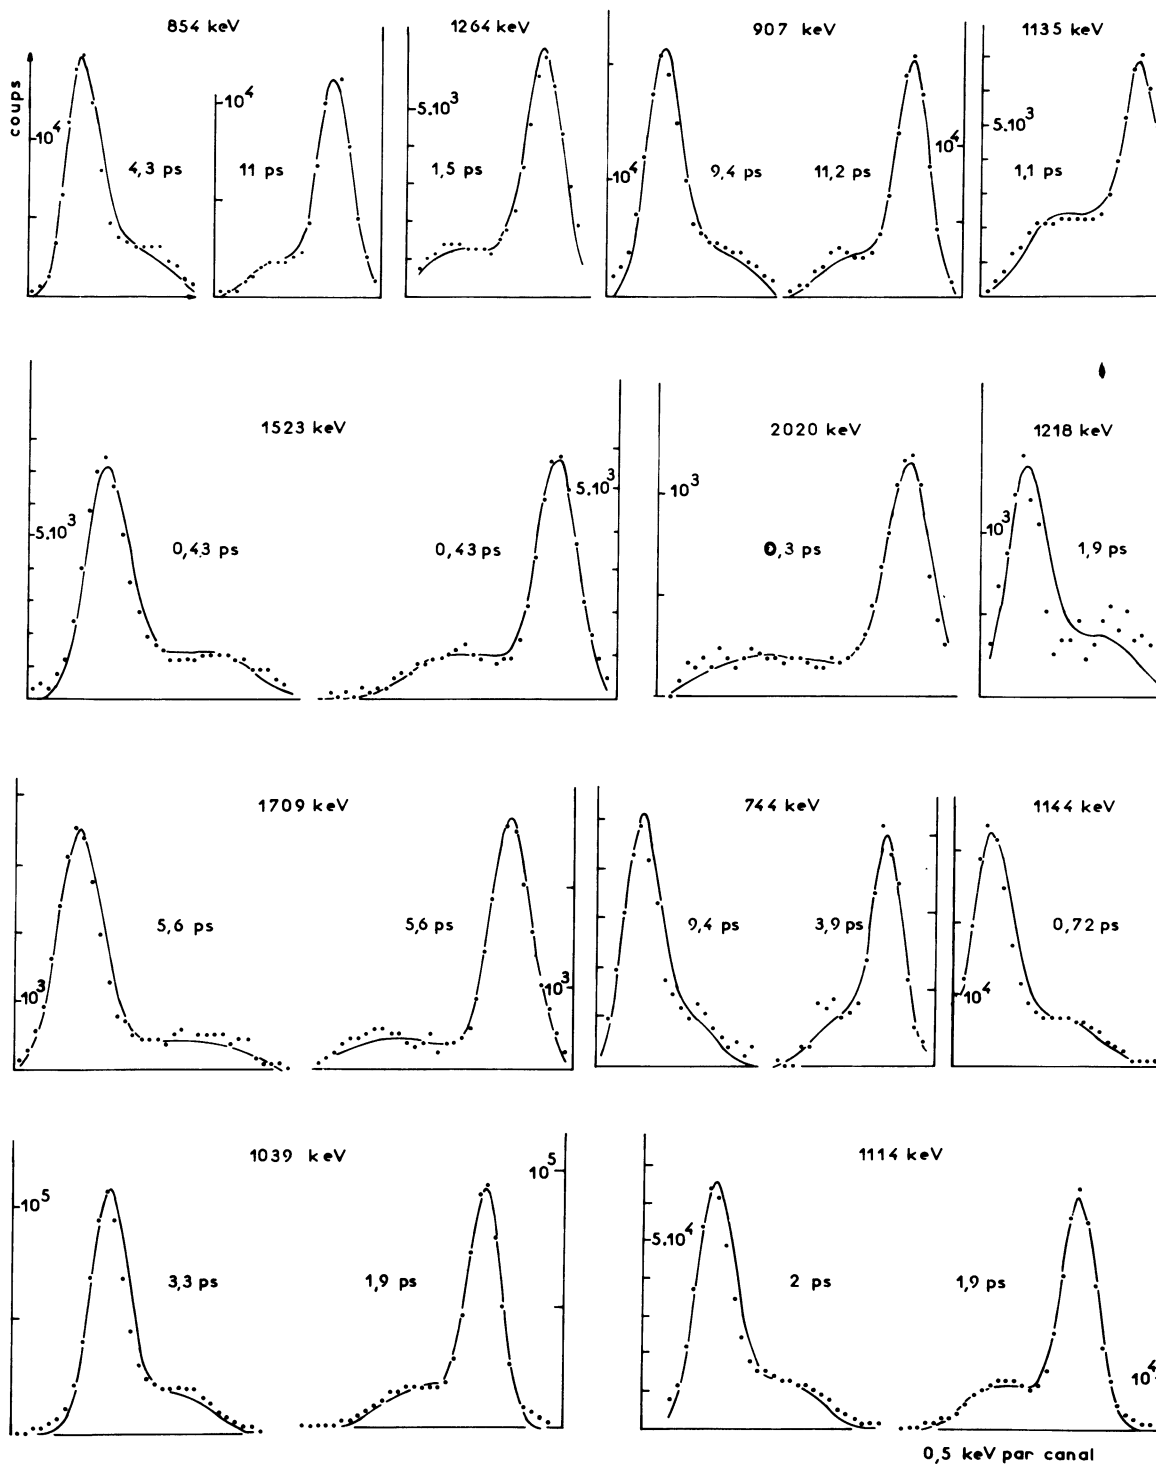 854 keV
1264 keV
907 keV
1135 keV
coups
10⁴
4,3 ps
10⁴
11 ps
5.10³
1,5 ps
10⁴
9,4 ps
11,2 ps
10⁴
5.10³
1,1 ps
1523 keV
2020 keV
1218 keV
5.10³
0,43 ps
0,43 ps
5.10³
10³
0,3 ps
10³
1,9 ps
1709 keV
744 keV
1144 keV
10³
5,6 ps
5,6 ps
10³
9,4 ps
3,9 ps
10⁴
0,72 ps
1039 keV
1114 keV
10⁵
3,3 ps
1,9 ps
10⁵
5.10⁴
2 ps
1,9 ps
10⁴
0,5 keV par canal